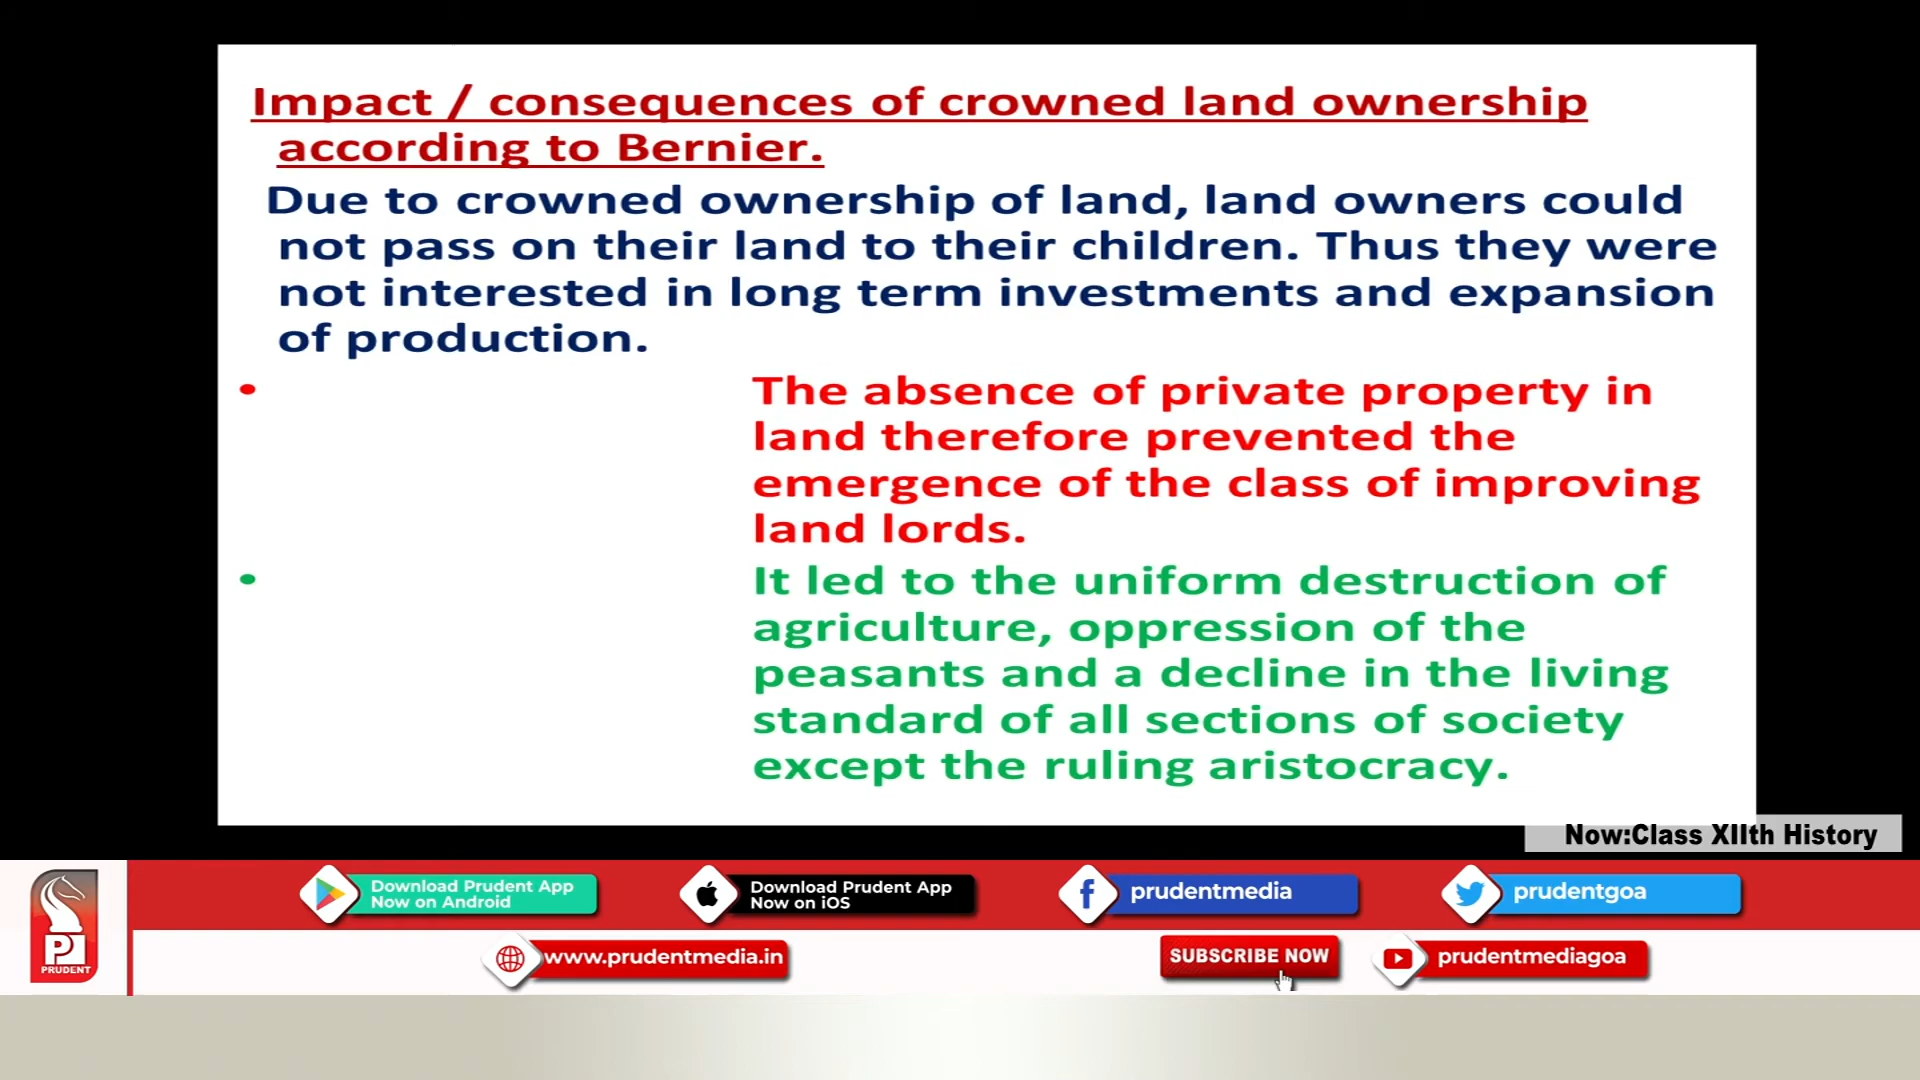 Impact / consequences of crowned land ownership
according to Bernier.
Due to crowned ownership of land, land owners could
not pass on their land to their children. Thus they were
not interested in long term investments and expansion
of production.
• The absence of private property in
land therefore prevented the
emergence of the class of improving
land lords.
• It led to the uniform destruction of
agriculture, oppression of the
peasants and a decline in the living
standard of all sections of society
except the ruling aristocracy.
Now:Class XIIth History
Download Prudent App
Now on Android
Download Prudent App
Now on iOS
prudentmedia
prudentgoa
PRUDENT
www.prudentmedia.in
SUBSCRIBE NOW
prudentmediagoa